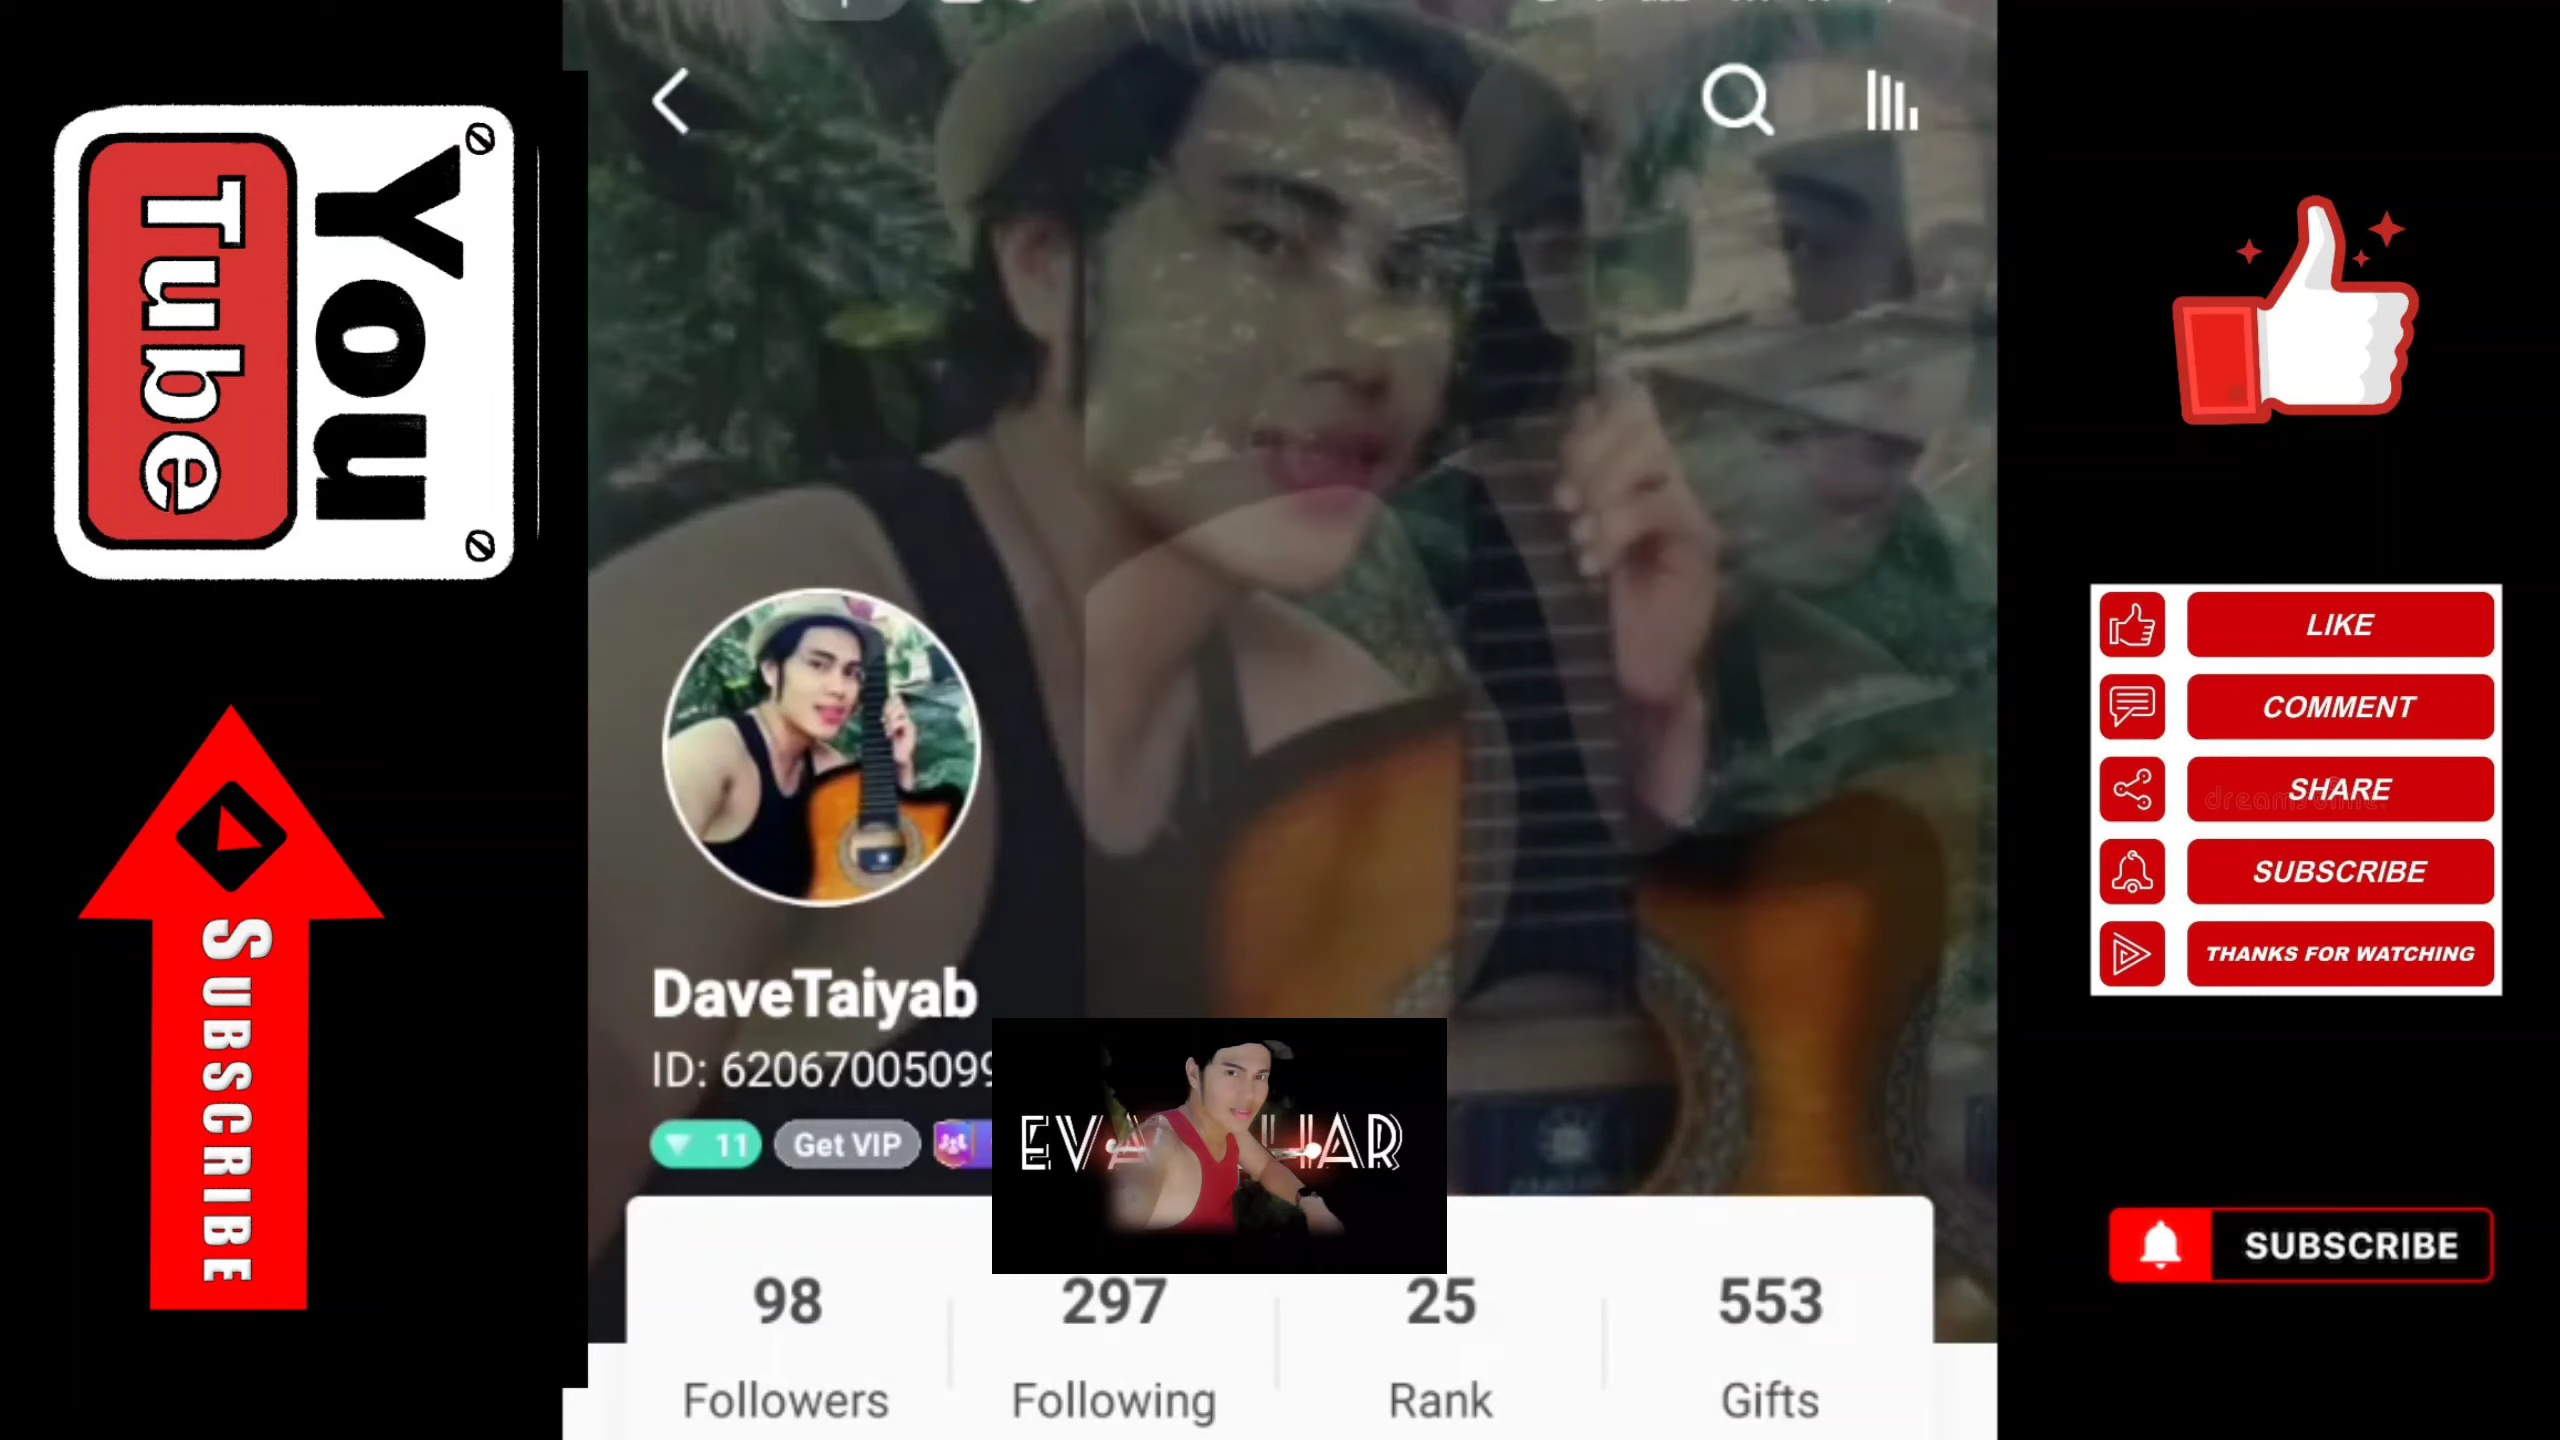 You
Tube
SUBSCRIBE
DaveTaiyab
ID: 62067005099
11
Get VIP
98
Followers
297
Following
25
Rank
553
Gifts
LIKE
COMMENT
SHARE
SUBSCRIBE
THANKS FOR WATCHING
SUBSCRIBE